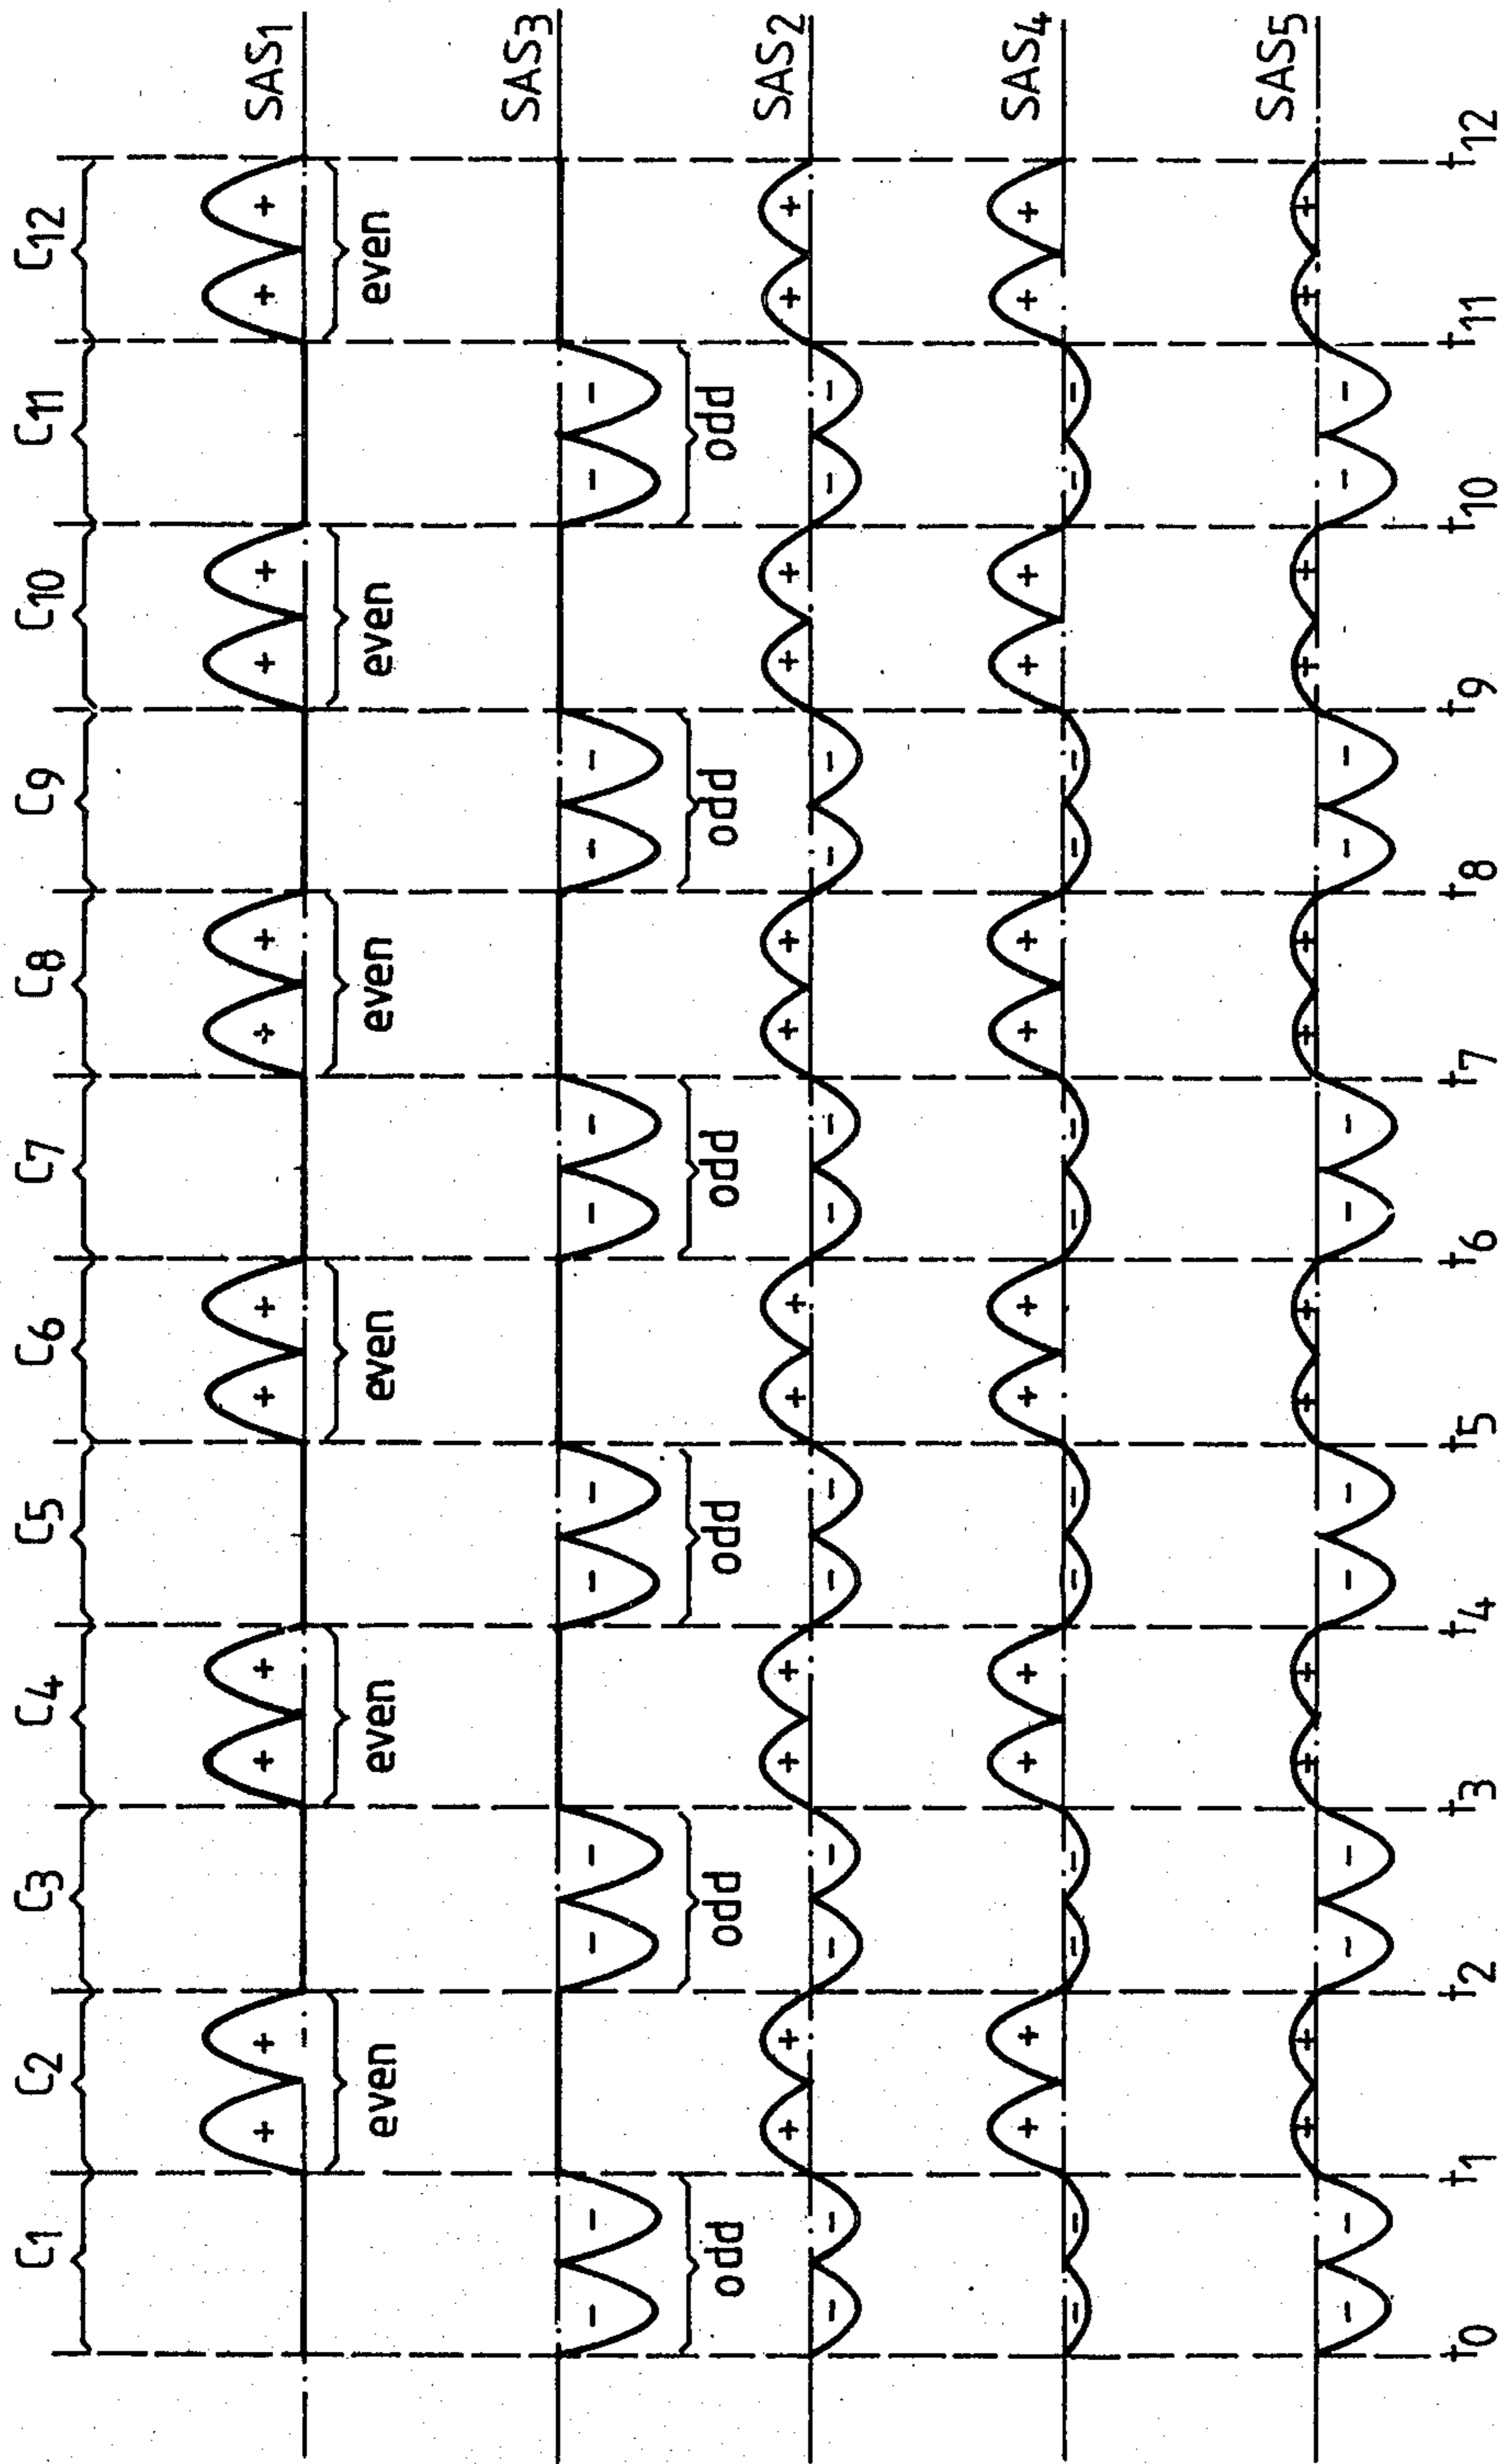 C1 C2 C3 C4 C5 C6 C7 C8 C9 C10 C11 C12
SAS1
+ + + + + + + + + + + +
even even even even even even
SAS3
− − − − − − − − − − − −
odd odd odd odd odd odd
SAS2
− − + + − − + + − − + + − − + + − − + + − − + +
SAS4
− − + + − − + + − − + + − − + + − − + + − − + +
SAS5
− − + + − − + + − − + + − − + + − − + + − − + +
t0 t1 t2 t3 t4 t5 t6 t7 t8 t9 t10 t11 t12